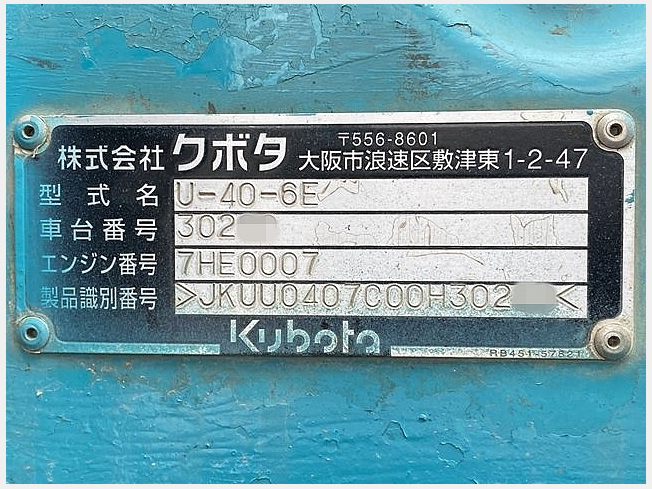 〒556-8601
株式会社クボタ 大阪市浪速区敷津東1-2-47
型式名 U-40-6E
車台番号 302
エンジン番号 7HE0007
製品識別番号 >JKUU0407C00H302 <
Kubota
RB451-57821